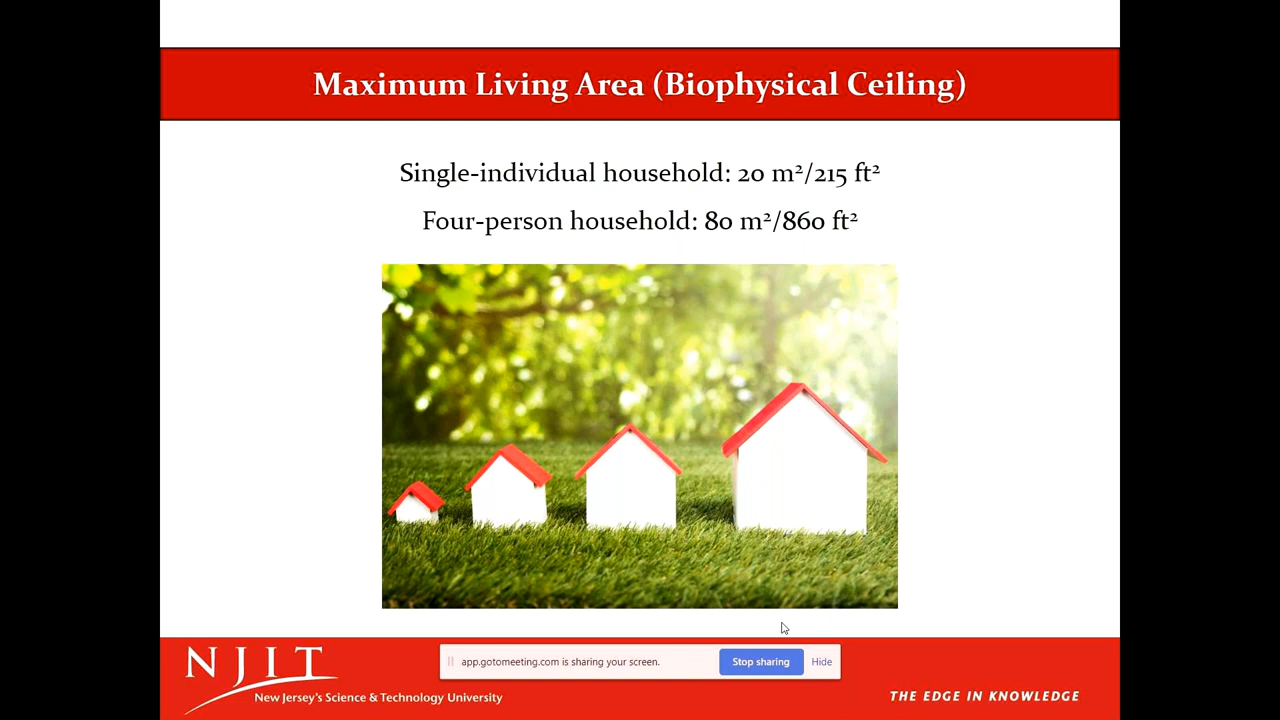 Maximum Living Area (Biophysical Ceiling)
Single-individual household: 20 m²/215 ft²
Four-person household: 80 m²/860 ft²
NJIT
New Jersey's Science & Technology University
app.gotomeeting.com is sharing your screen.
Stop sharing
Hide
THE EDGE IN KNOWLEDGE